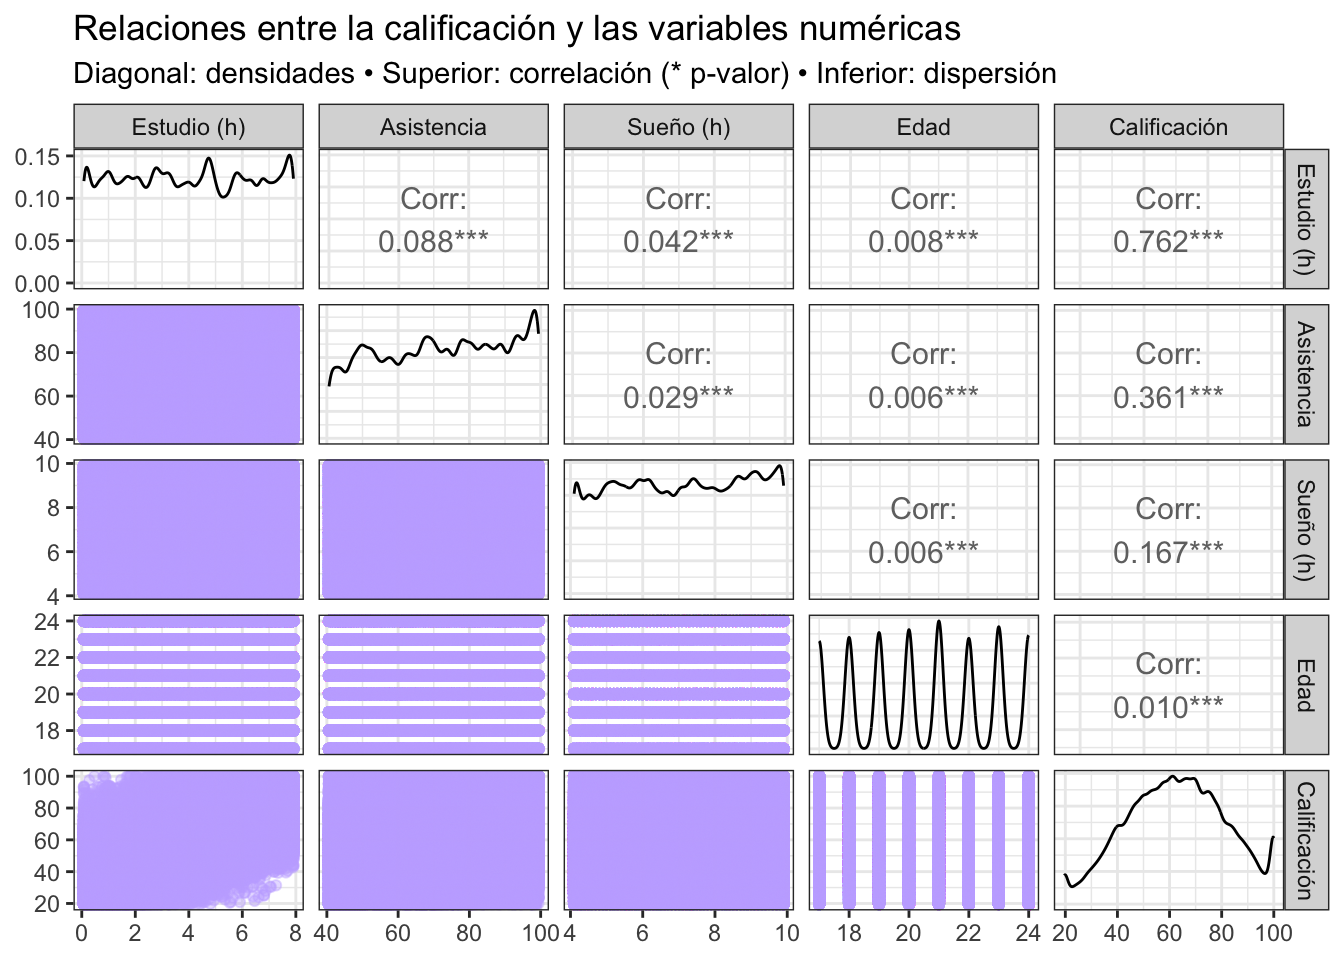 Relaciones entre la calificación y las variables numéricas
Diagonal: densidades • Superior: correlación (* p-valor) • Inferior: dispersión
Estudio (h) Asistencia Sueño (h) Edad Calificación
0.15
0.10
0.05
0.00
Corr:
0.088***
Corr:
0.042***
Corr:
0.008***
Corr:
0.762***
Estudio (h)
100
80
60
40
Corr:
0.029***
Corr:
0.006***
Corr:
0.361***
Asistencia
10
8
6
4
Corr:
0.006***
Corr:
0.167***
Sueño (h)
24
22
20
18
Corr:
0.010***
Edad
100
80
60
40
20
Calificación
0 2 4 6 8 40 60 80 100 4 6 8 10 18 20 22 24 20 40 60 80 100